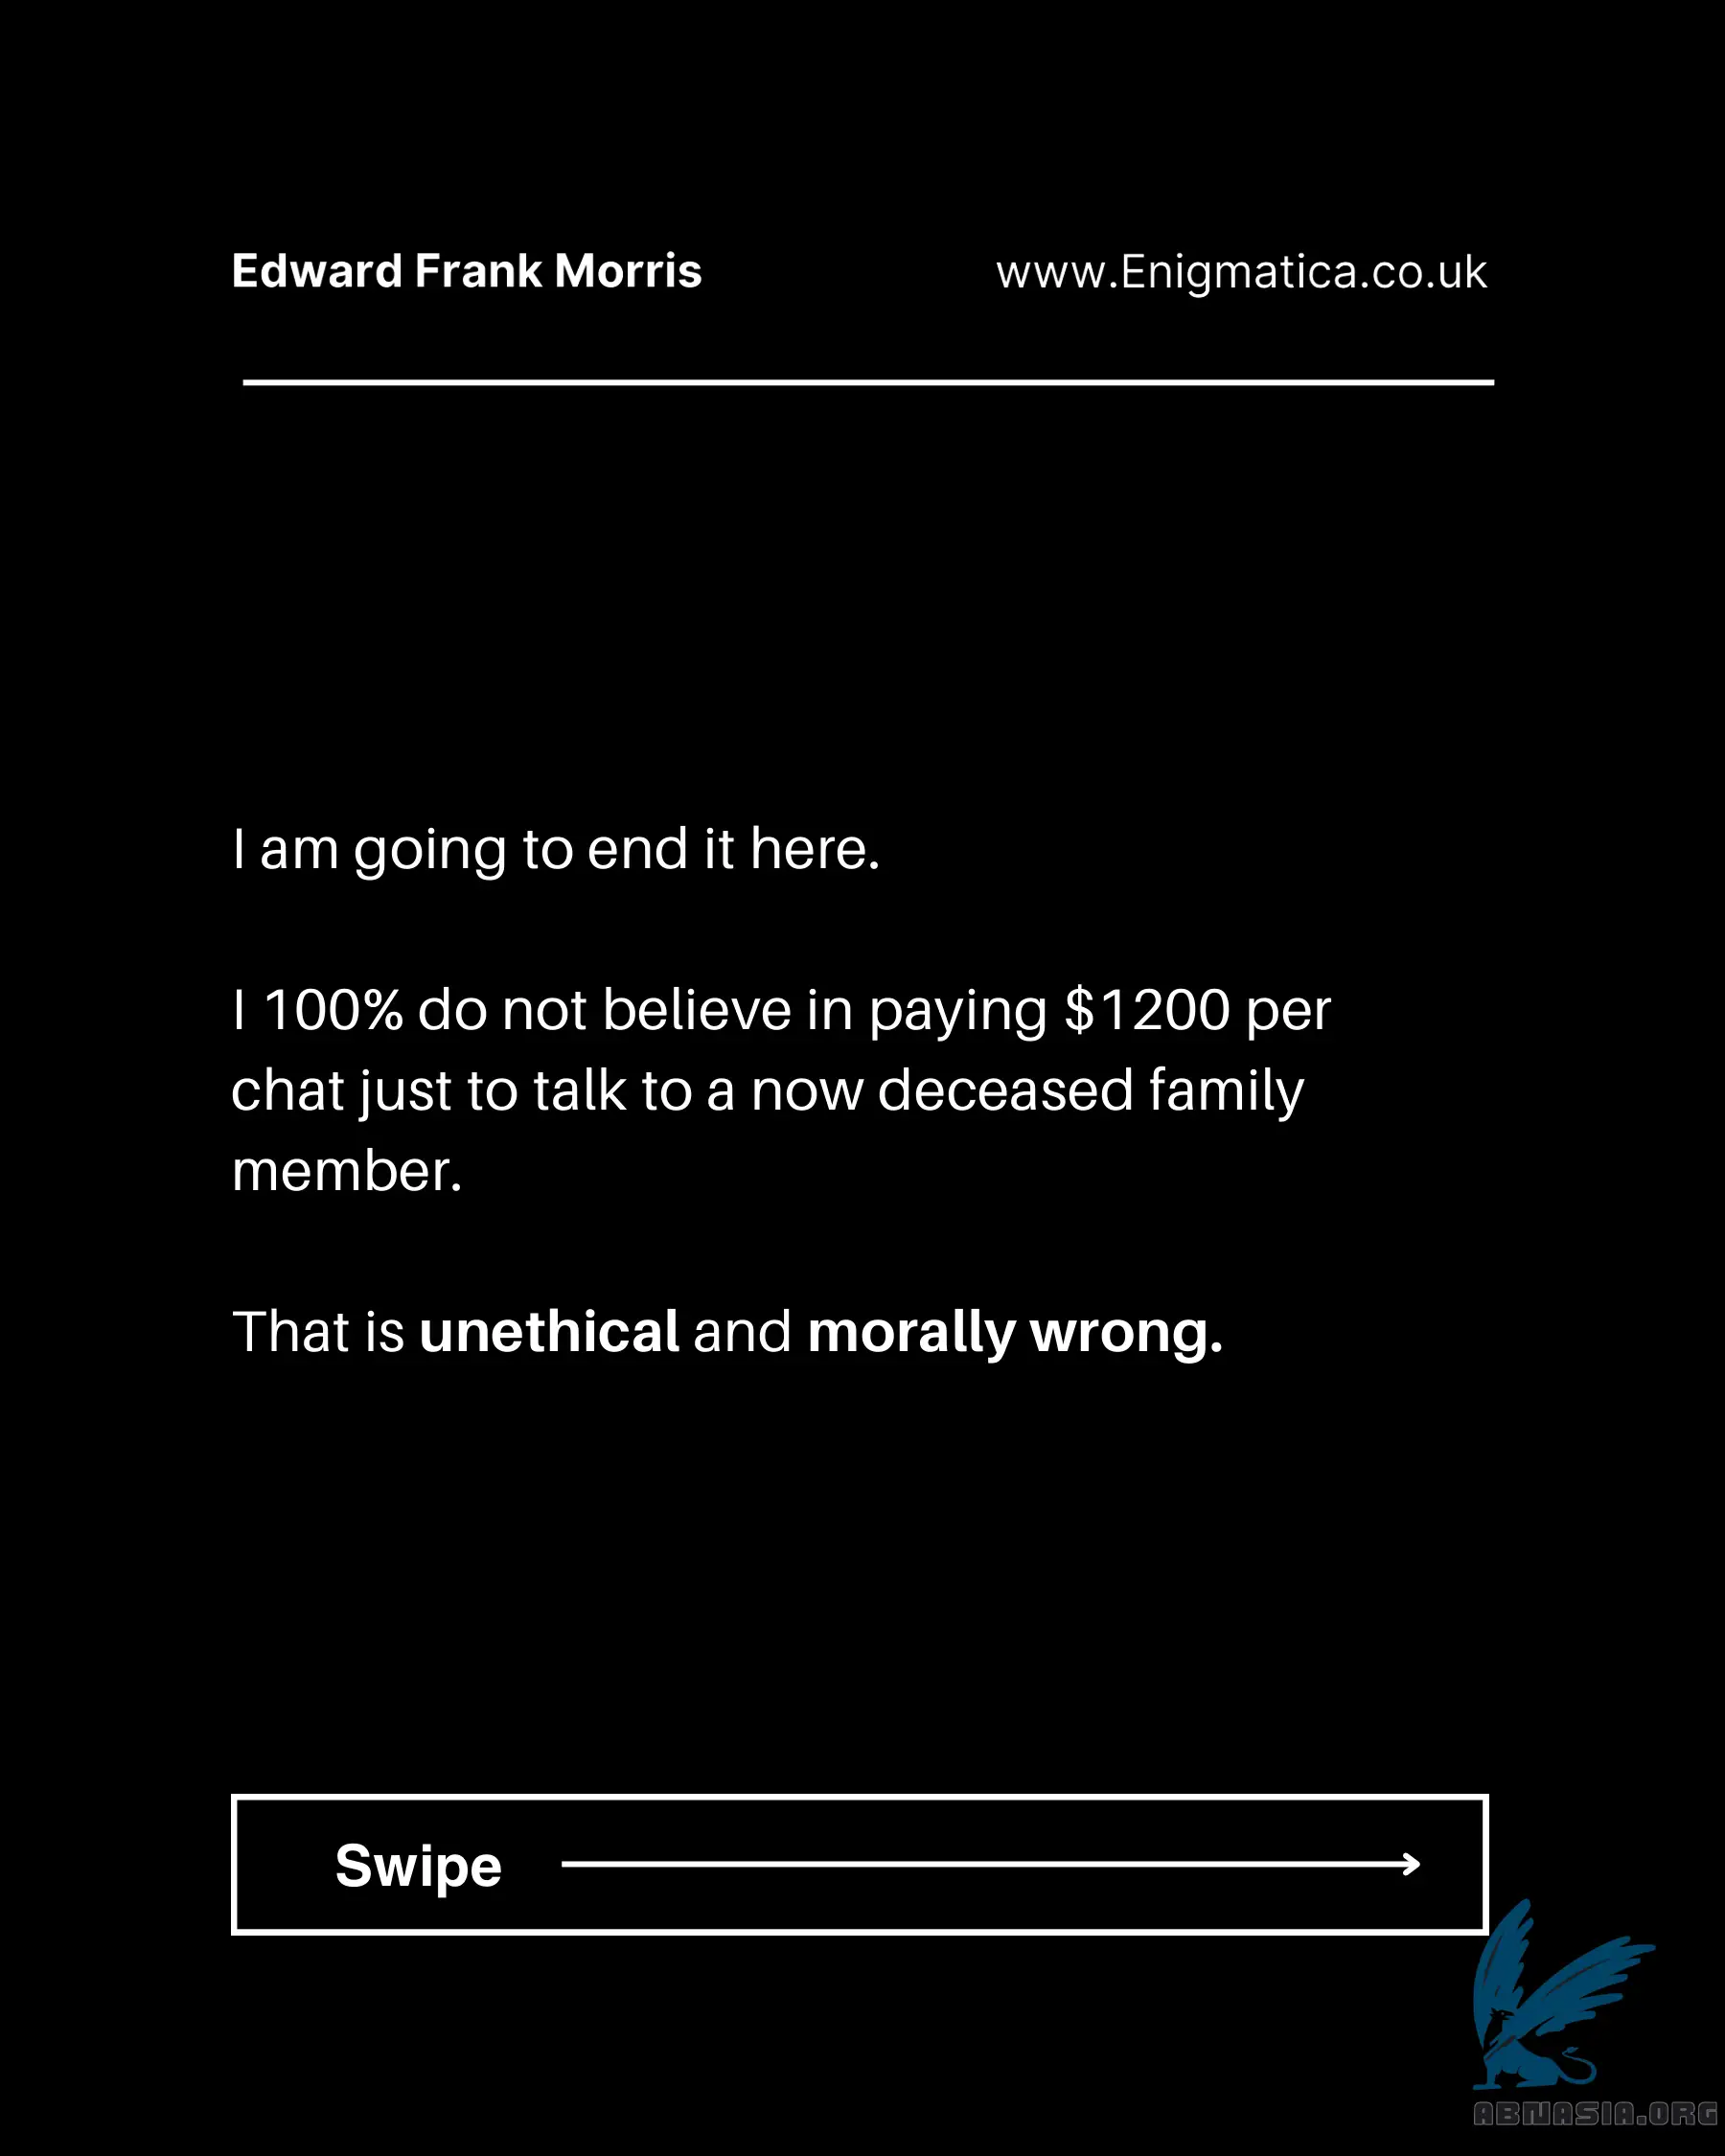 Edward Frank Morris
www.Enigmatica.co.uk
I am going to end it here.
I 100% do not believe in paying $1200 per
chat just to talk to a now deceased family
member.
That is unethical and morally wrong.
Swipe
ABNASIA.ORG